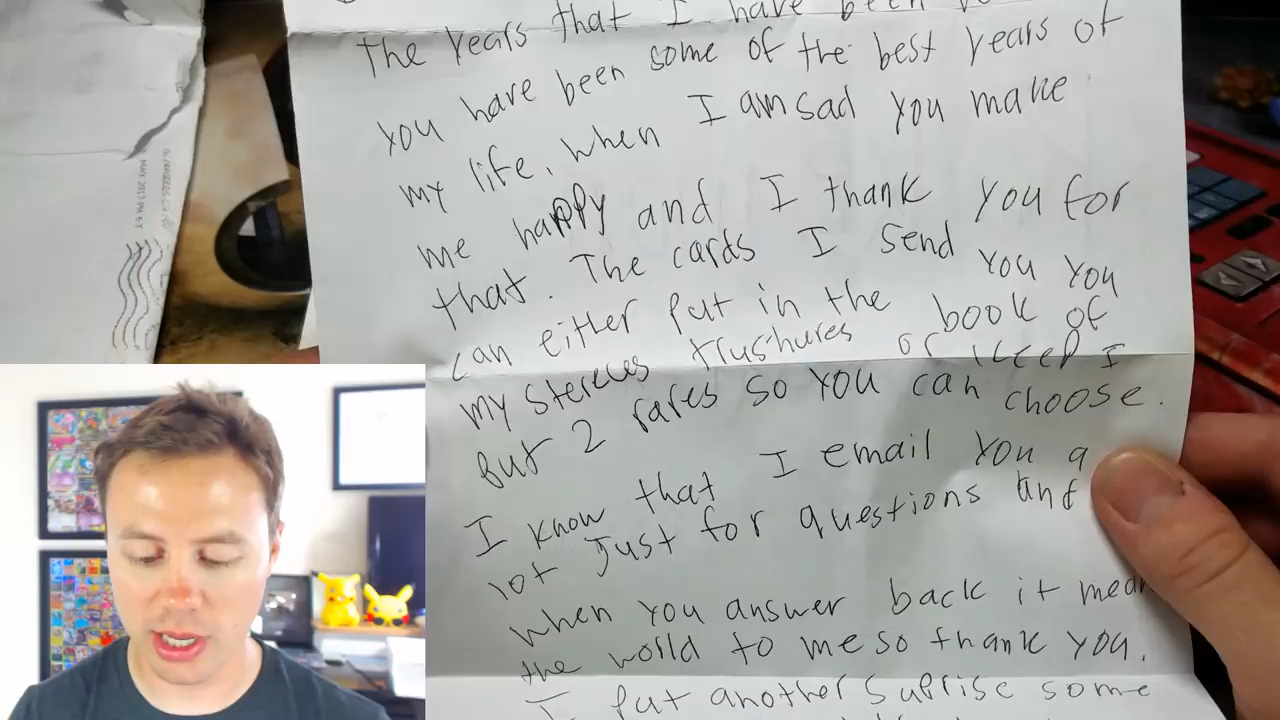 The years that I have been
you have been some of the best years of
my life, when I am sad you make
me happy and I thank you for
that. The cards I send you you
can either put in the book of
my stereces trushures or keep I
But 2 rares so you can choose.
I know that I email you a
lot just for questions and
when you answer back it mean
the world to me so thank you.
I put another suprise some